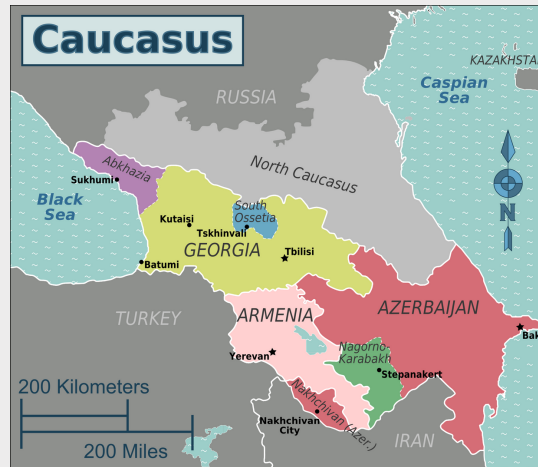 Caucasus
KAZAKHSTA
RUSSIA
Caspian
Sea
North Caucasus
Abkhazia
Sukhumi
Black
Sea
South
Ossetia
Kutaisi
Tskhinvali
GEORGIA
Tbilisi
Batumi
N
TURKEY
ARMENIA
AZERBAIJAN
Bak
Nagorno-
Karabakh
Yerevan
Stepanakert
Nakhchivan (Azer.)
Nakhchivan
City
IRAN
200 Kilometers
200 Miles